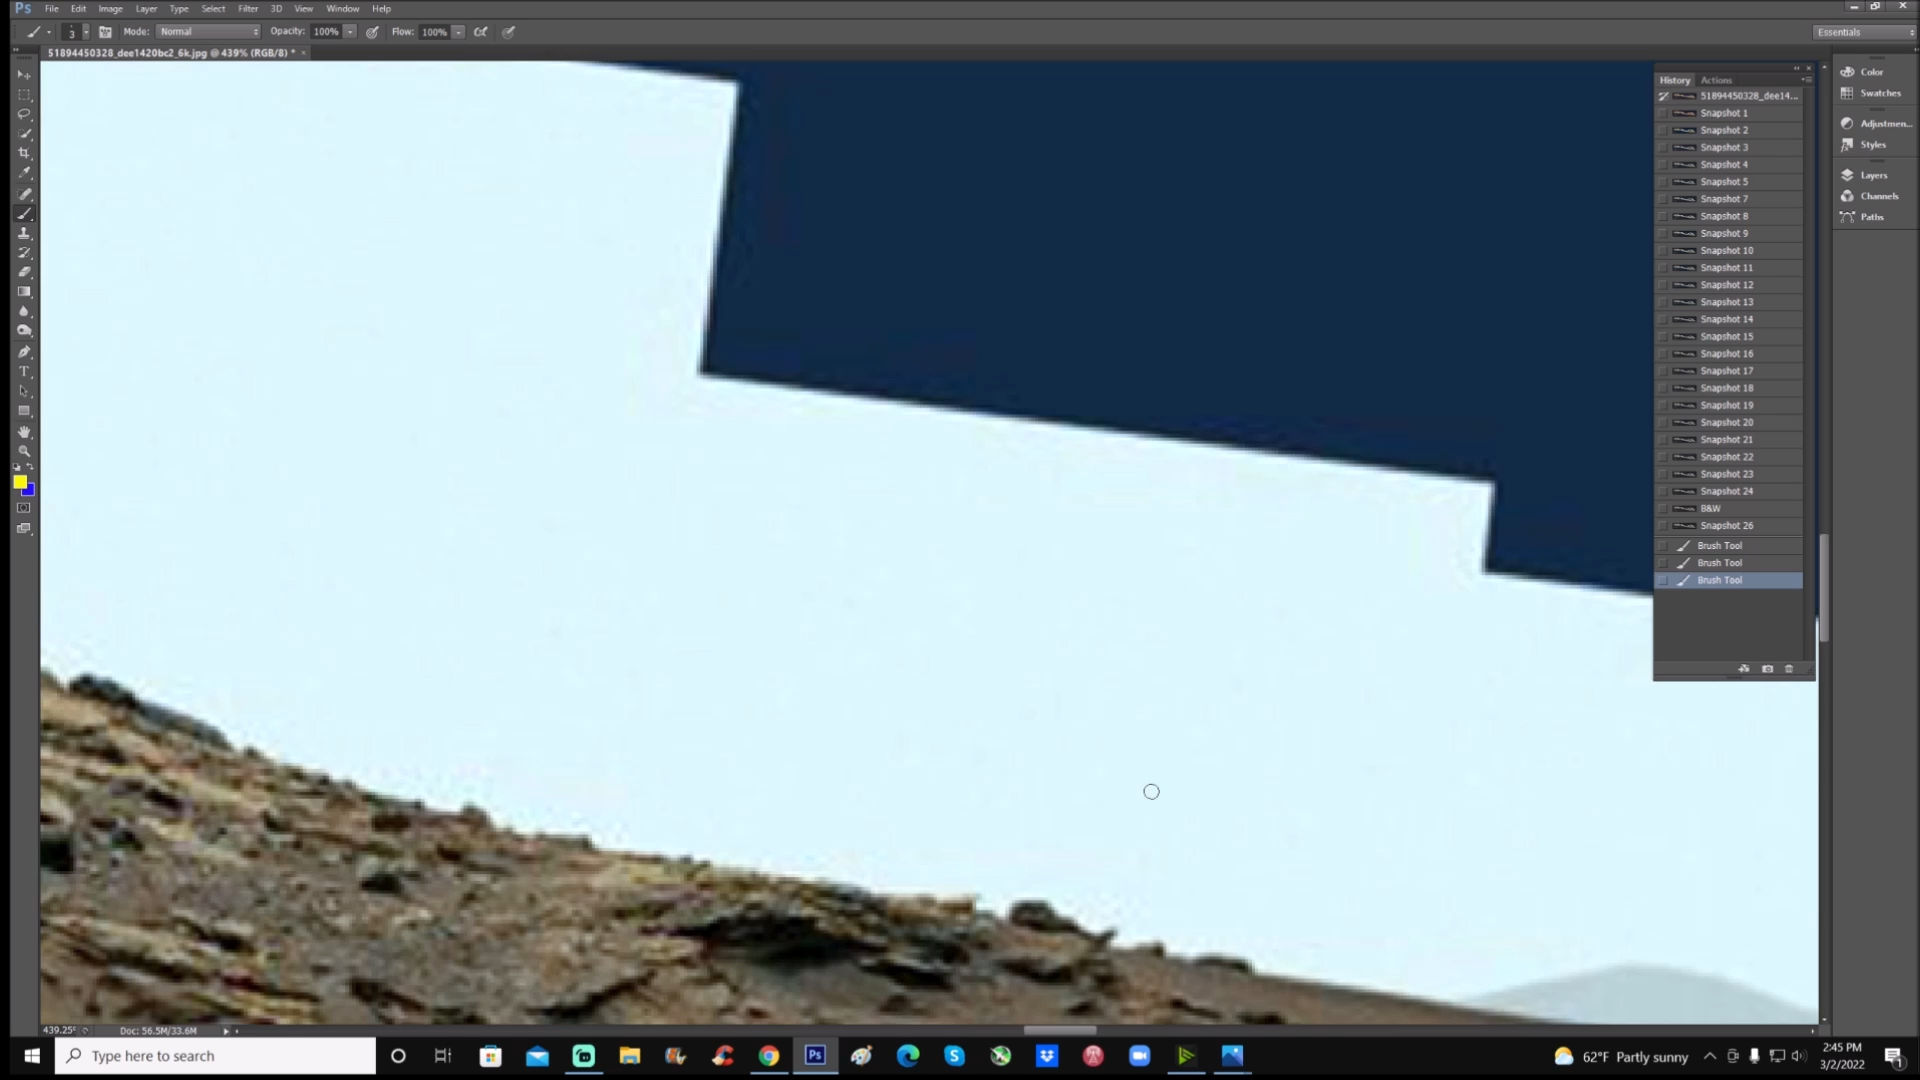 Ps File Edit Image Layer Type Select Filter 3D View Window Help
3 Mode: Normal Opacity: 100% Flow: 100% Essentials
51894450328_dee1420bc2_6k.jpg @ 439% (RGB/8) * ×
History Actions
51894450328_dee14...
Snapshot 1
Snapshot 2
Snapshot 3
Snapshot 4
Snapshot 5
Snapshot 7
Snapshot 8
Snapshot 9
Snapshot 10
Snapshot 11
Snapshot 12
Snapshot 13
Snapshot 14
Snapshot 15
Snapshot 16
Snapshot 17
Snapshot 18
Snapshot 19
Snapshot 20
Snapshot 21
Snapshot 22
Snapshot 23
Snapshot 24
B&W
Snapshot 26
Brush Tool
Brush Tool
Brush Tool
Color
Swatches
Adjustmen...
Styles
Layers
Channels
Paths
439.25% Doc: 56.5M/33.6M
Type here to search
Ps
62°F Partly sunny
2:45 PM
3/2/2022
1